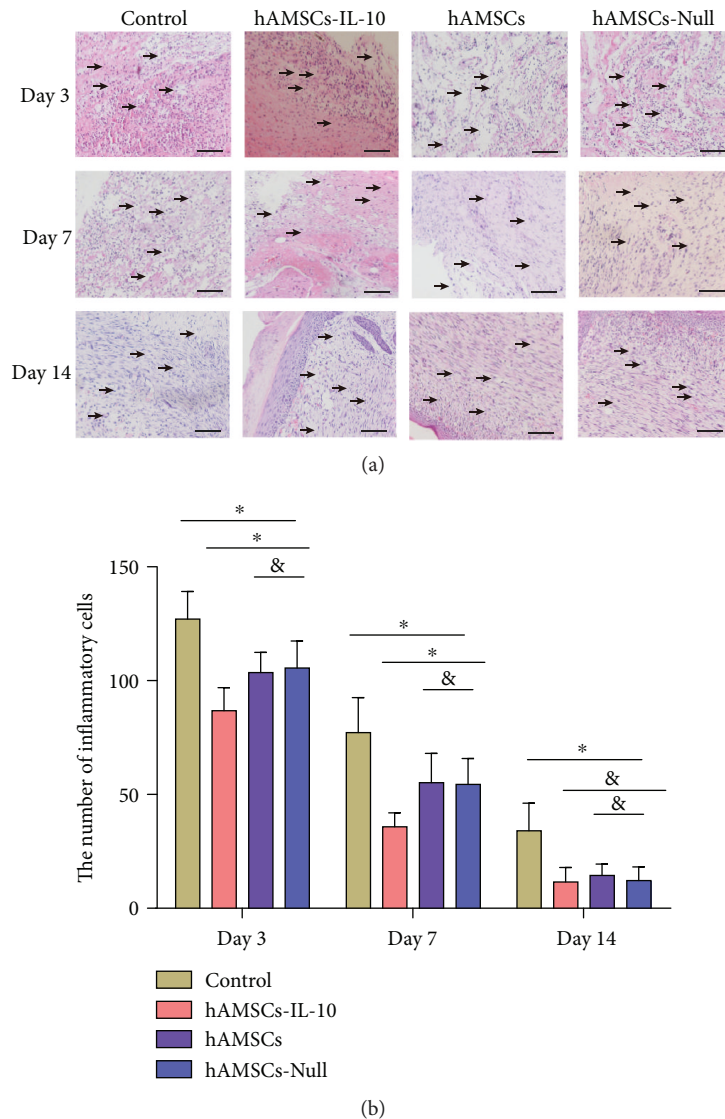 Control hAMSCs-IL-10 hAMSCs hAMSCs-Null
Day 3
Day 7
Day 14
(a)
The number of inflammatory cells
150
100
50
0
*
*
&
*
*
&
*
&
&
Day 3 Day 7 Day 14
Control
hAMSCs-IL-10
hAMSCs
hAMSCs-Null
(b)